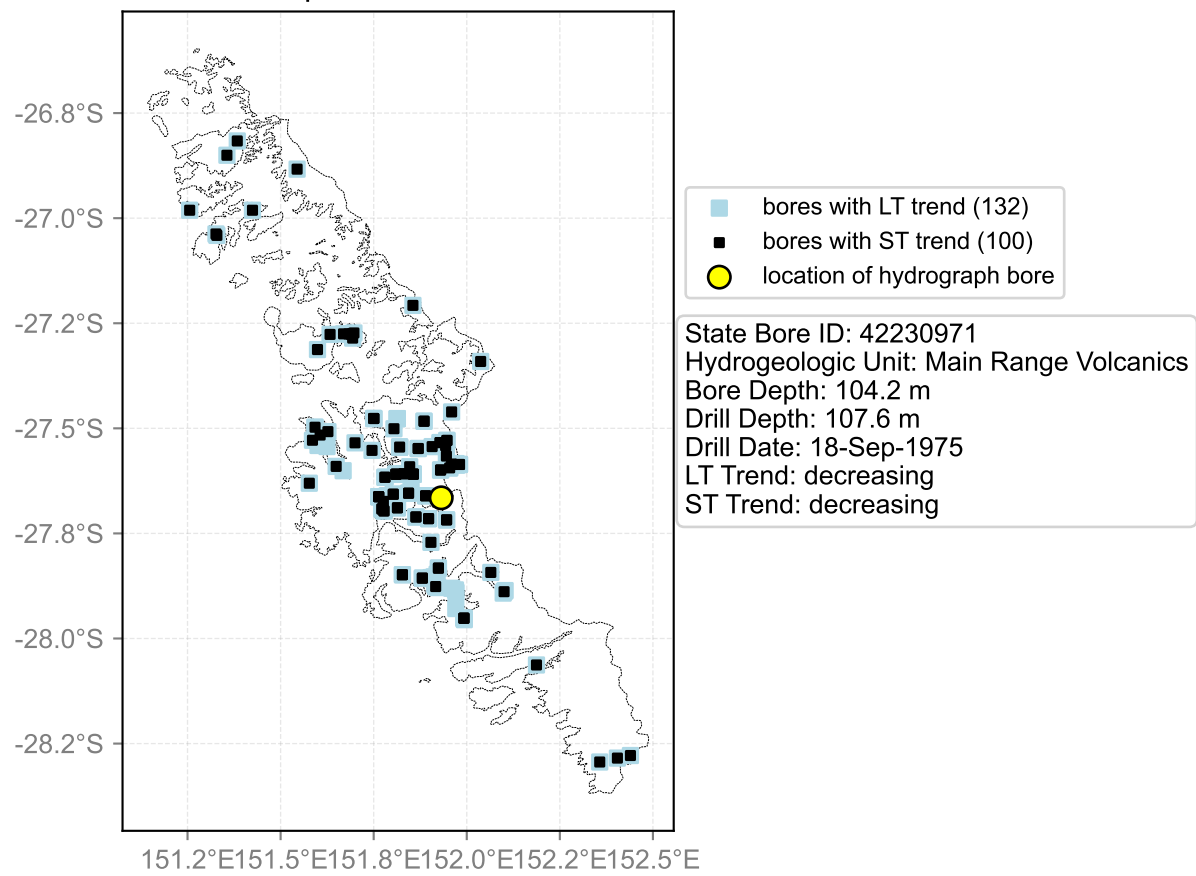 -26.8°S
-27.0°S
-27.2°S
-27.5°S
-27.8°S
-28.0°S
-28.2°S
151.2°E151.5°E151.8°E152.0°E152.2°E152.5°E
bores with LT trend (132)
bores with ST trend (100)
location of hydrograph bore
State Bore ID: 42230971
Hydrogeologic Unit: Main Range Volcanics
Bore Depth: 104.2 m
Drill Depth: 107.6 m
Drill Date: 18-Sep-1975
LT Trend: decreasing
ST Trend: decreasing